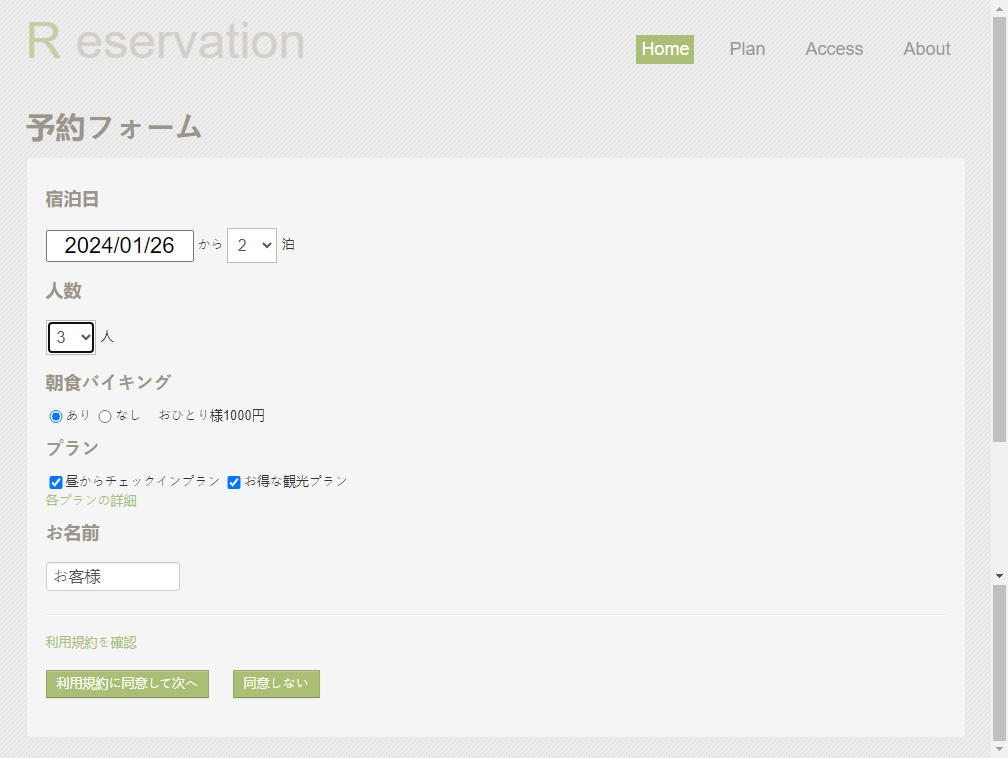 R eservation
Home Plan Access About
予約フォーム
宿泊日
2024/01/26 から 2 泊
人数
3 人
朝食バイキング
あり なし おひとり様1000円
プラン
昼からチェックインプラン お得な観光プラン
各プランの詳細
お名前
お客様
利用規約を確認
利用規約に同意して次へ 同意しない